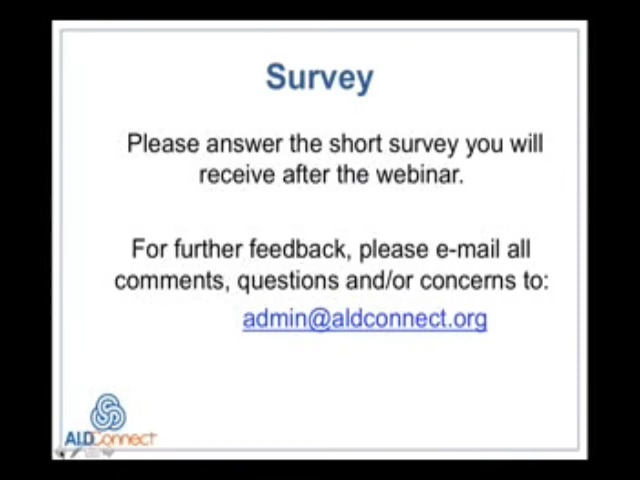 Survey
Please answer the short survey you will
receive after the webinar.
For further feedback, please e-mail all
comments, questions and/or concerns to:
admin@aldconnect.org
ALDConnect